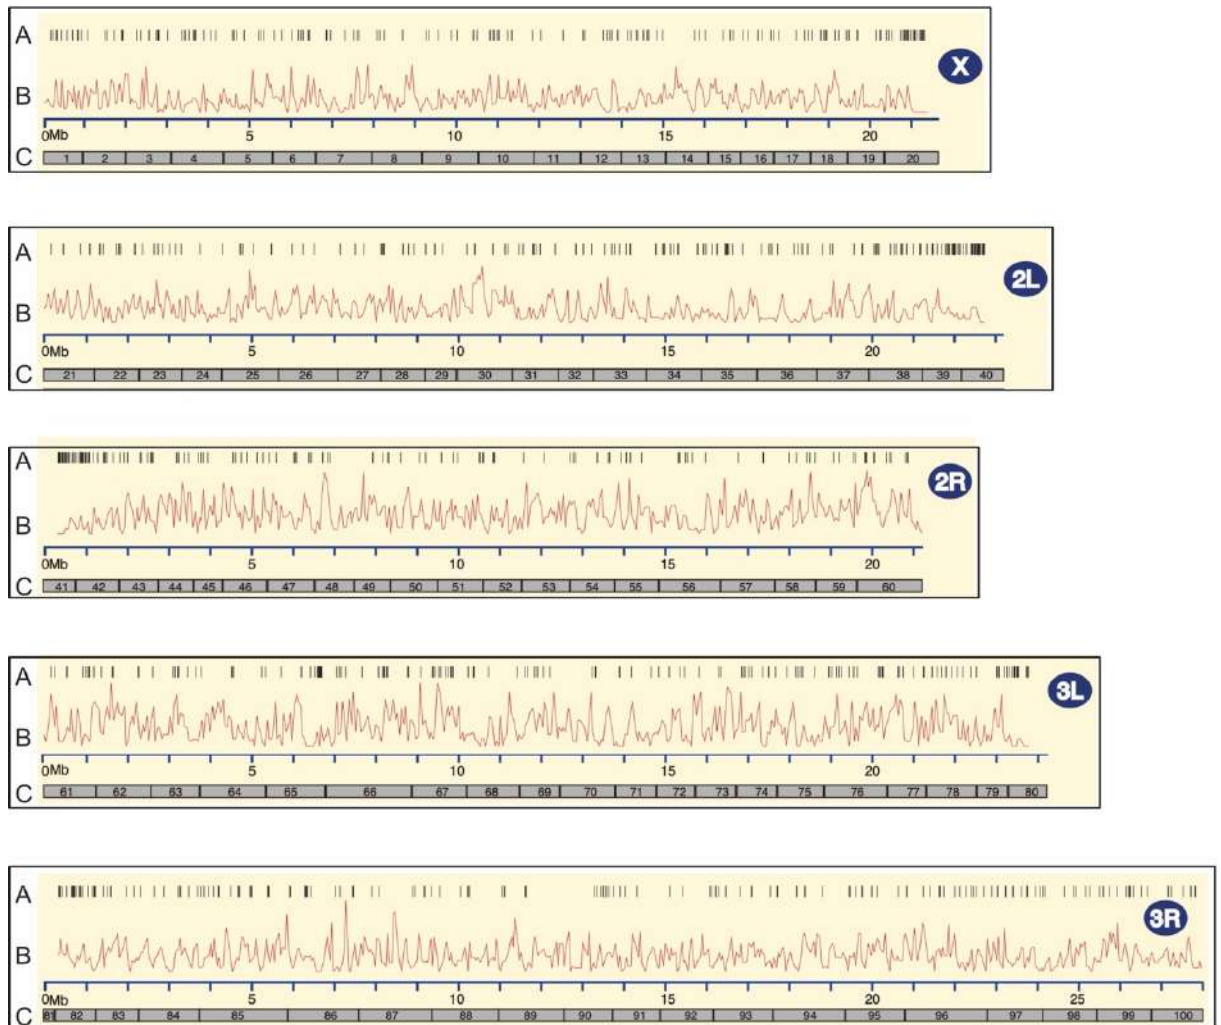 A
X
B
0Mb 5 10 15 20
C 1 2 3 4 5 6 7 8 9 10 11 12 13 14 15 16 17 18 19 20
A
2L
B
0Mb 5 10 15 20
C 21 22 23 24 25 26 27 28 29 30 31 32 33 34 35 36 37 38 39 40
A
2R
B
0Mb 5 10 15 20
C 41 42 43 44 45 46 47 48 49 50 51 52 53 54 55 56 57 58 59 60
A
3L
B
0Mb 5 10 15 20
C 61 62 63 64 65 66 67 68 69 70 71 72 73 74 75 76 77 78 79 80
A
3R
B
0Mb 5 10 15 20 25
C 81 82 83 84 85 86 87 88 89 90 91 92 93 94 95 96 97 98 99 100